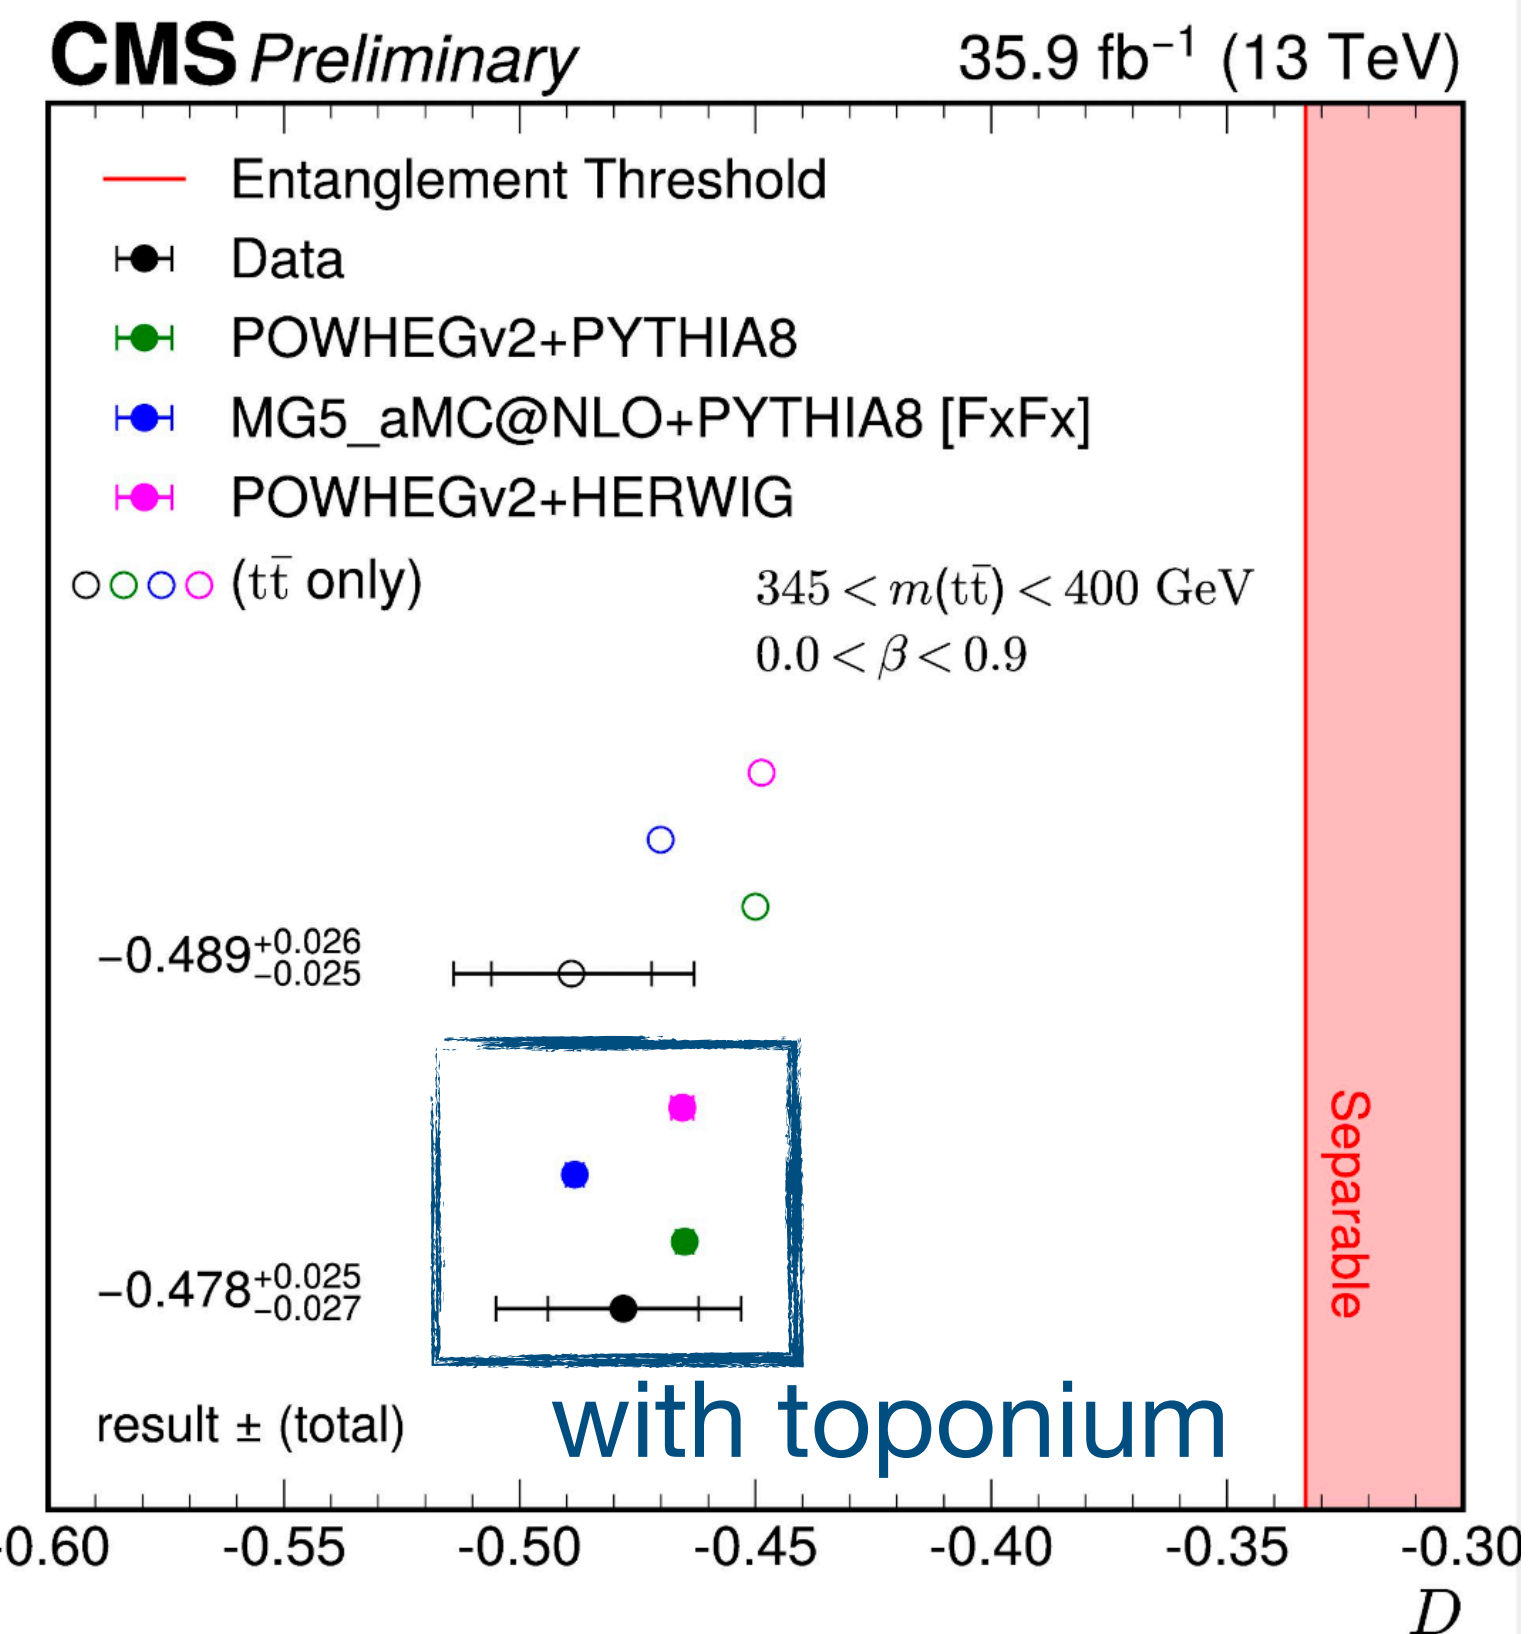 CMS Preliminary 35.9 fb⁻¹ (13 TeV)
Entanglement Threshold
Data
POWHEGv2+PYTHIA8
MG5_aMC@NLO+PYTHIA8 [FxFx]
POWHEGv2+HERWIG
(tt̄ only)
345 < m(tt̄) < 400 GeV
0.0 < β < 0.9
−0.489 +0.026 −0.025
Separable
−0.478 +0.025 −0.027
with toponium
result ± (total)
-0.60 -0.55 -0.50 -0.45 -0.40 -0.35 -0.30
D